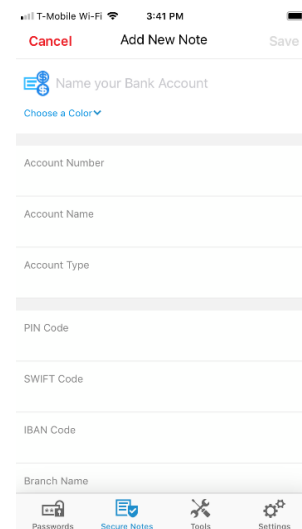 T-Mobile Wi-Fi 3:41 PM
Cancel Add New Note Save
Name your Bank Account
Choose a Color
Account Number
Account Name
Account Type
PIN Code
SWIFT Code
IBAN Code
Branch Name
Passwords Secure Notes Tools Settings